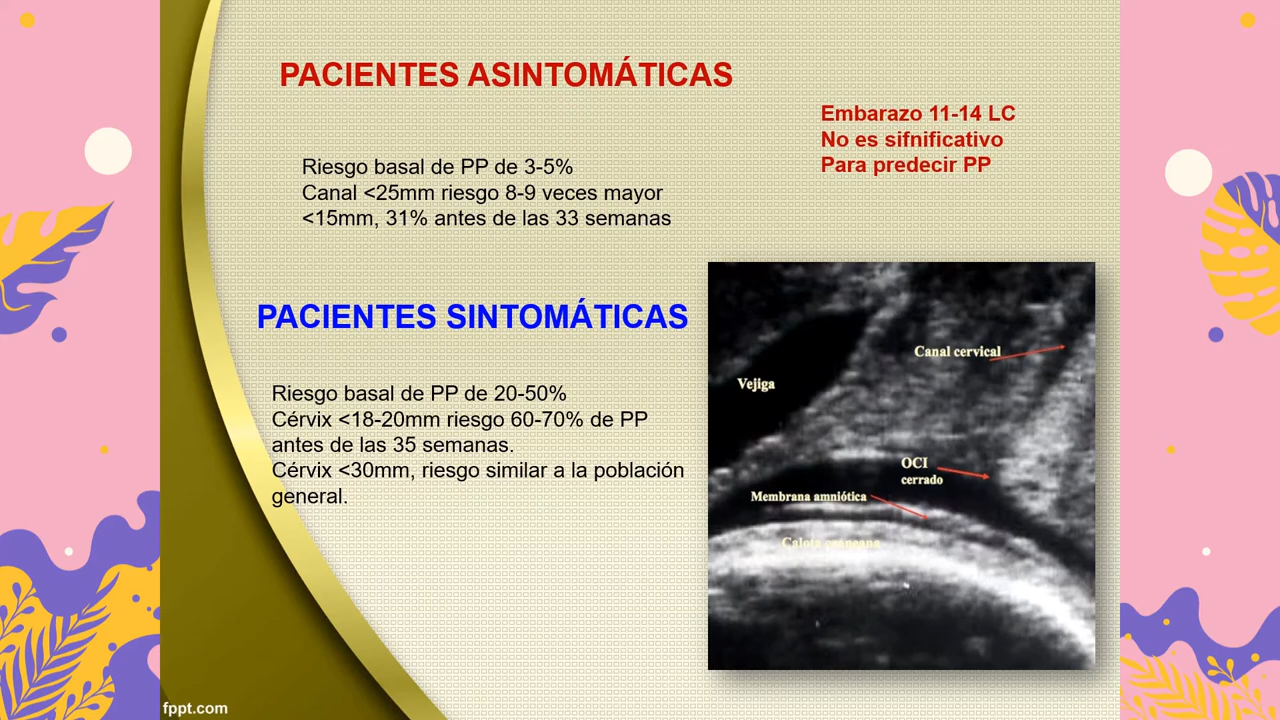 PACIENTES ASINTOMÁTICAS
Embarazo 11-14 LC
No es sifnificativo
Para predecir PP
Riesgo basal de PP de 3-5%
Canal <25mm riesgo 8-9 veces mayor
<15mm, 31% antes de las 33 semanas
PACIENTES SINTOMÁTICAS
Riesgo basal de PP de 20-50%
Cérvix <18-20mm riesgo 60-70% de PP
antes de las 35 semanas.
Cérvix <30mm, riesgo similar a la población
general.
Canal cervical
Vejiga
OCI
cerrado
Membrana amniótica
Calota
fppt.com